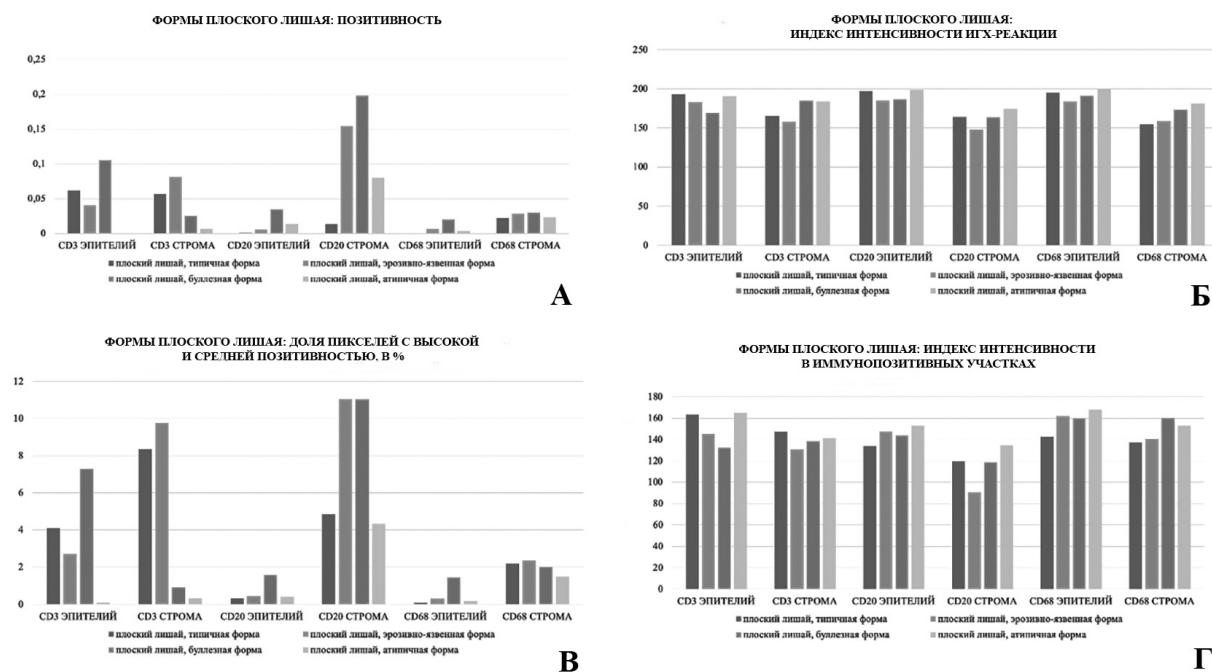 ФОРМЫ ПЛОСКОГО ЛИШАЯ: ПОЗИТИВНОСТЬ
0,25
0,2
0,15
0,1
0,05
0
CD3 ЭПИТЕЛИЙ CD3 СТРОМА CD20 ЭПИТЕЛИЙ CD20 СТРОМА CD68 ЭПИТЕЛИЙ CD68 СТРОМА
плоский лишай, типичная форма плоский лишай, эрозивно-язвенная форма
плоский лишай, буллезная форма плоский лишай, атипичная форма
А
ФОРМЫ ПЛОСКОГО ЛИШАЯ:
ИНДЕКС ИНТЕНСИВНОСТИ ИГХ-РЕАКЦИИ
250
200
150
100
50
0
CD3 ЭПИТЕЛИЙ CD3 СТРОМА CD20 ЭПИТЕЛИЙ CD20 СТРОМА CD68 ЭПИТЕЛИЙ CD68 СТРОМА
плоский лишай, типичная форма плоский лишай, эрозивно-язвенная форма
плоский лишай, буллезная форма плоский лишай, атипичная форма
Б
ФОРМЫ ПЛОСКОГО ЛИШАЯ: ДОЛЯ ПИКСЕЛЕЙ С ВЫСОКОЙ
И СРЕДНЕЙ ПОЗИТИВНОСТЬЮ, В %
12
10
8
6
4
2
0
CD3 ЭПИТЕЛИЙ CD3 СТРОМА CD20 ЭПИТЕЛИЙ CD20 СТРОМА CD68 ЭПИТЕЛИЙ CD68 СТРОМА
плоский лишай, типичная форма плоский лишай, эрозивно-язвенная форма
плоский лишай, буллезная форма плоский лишай, атипичная форма
В
ФОРМЫ ПЛОСКОГО ЛИШАЯ: ИНДЕКС ИНТЕНСИВНОСТИ
В ИММУНОПОЗИТИВНЫХ УЧАСТКАХ
180
160
140
120
100
80
60
40
20
0
CD3 ЭПИТЕЛИЙ CD3 СТРОМА CD20 ЭПИТЕЛИЙ CD20 СТРОМА CD68 ЭПИТЕЛИЙ CD68 СТРОМА
плоский лишай, типичная форма плоский лишай, эрозивно-язвенная форма
плоский лишай, буллезная форма плоский лишай, атипичная форма
Г